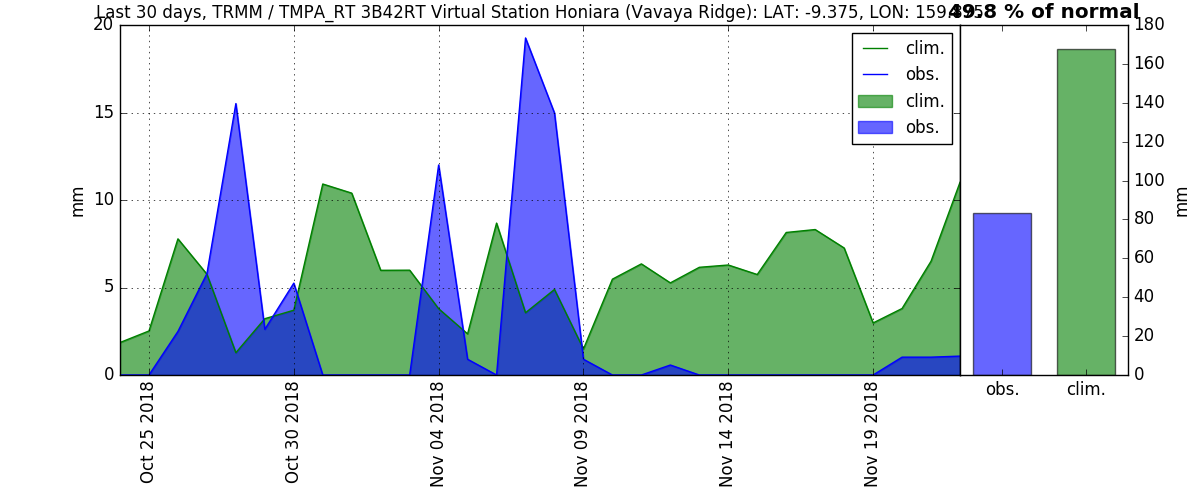 Last 30 days, TRMM / TMPA_RT 3B42RT Virtual Station Honiara (Vavaya Ridge): LAT: -9.375, LON:
49.8 % of normal
20
15
10
5
0
mm
clim.
obs.
clim.
obs.
Oct 25 2018
Oct 30 2018
Nov 04 2018
Nov 09 2018
Nov 14 2018
Nov 19 2018
180
160
140
120
100
80
60
40
20
0
mm
obs.
clim.